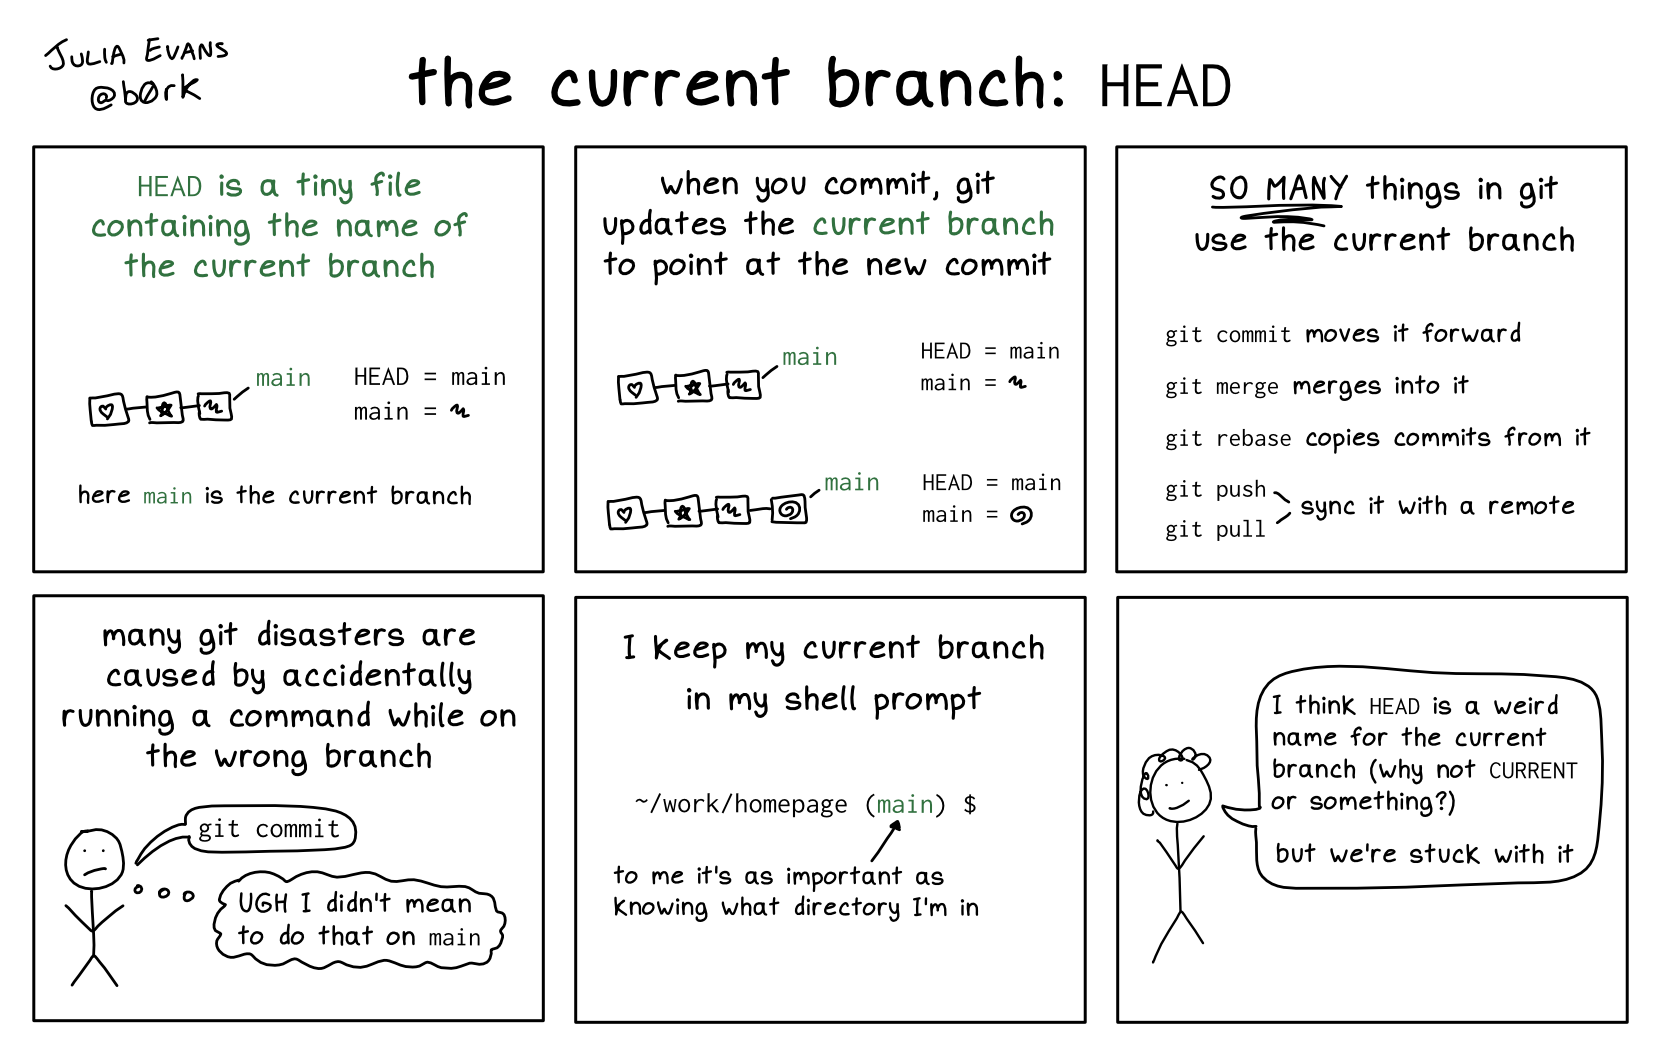 JULIA EVANS
@b0rk
the current branch: HEAD
HEAD is a tiny file
containing the name of
the current branch
main
HEAD = main
main =
here main is the current branch
when you commit, git
updates the current branch
to point at the new commit
main
HEAD = main
main =
main
HEAD = main
main =
SO MANY things in git
use the current branch
git commit moves it forward
git merge merges into it
git rebase copies commits from it
git push
git pull
sync it with a remote
many git disasters are
caused by accidentally
running a command while on
the wrong branch
git commit
UGH I didn't mean
to do that on main
I keep my current branch
in my shell prompt
~/work/homepage (main) $
to me it's as important as
knowing what directory I'm in
I think HEAD is a weird
name for the current
branch (why not CURRENT
or something?)
but we're stuck with it